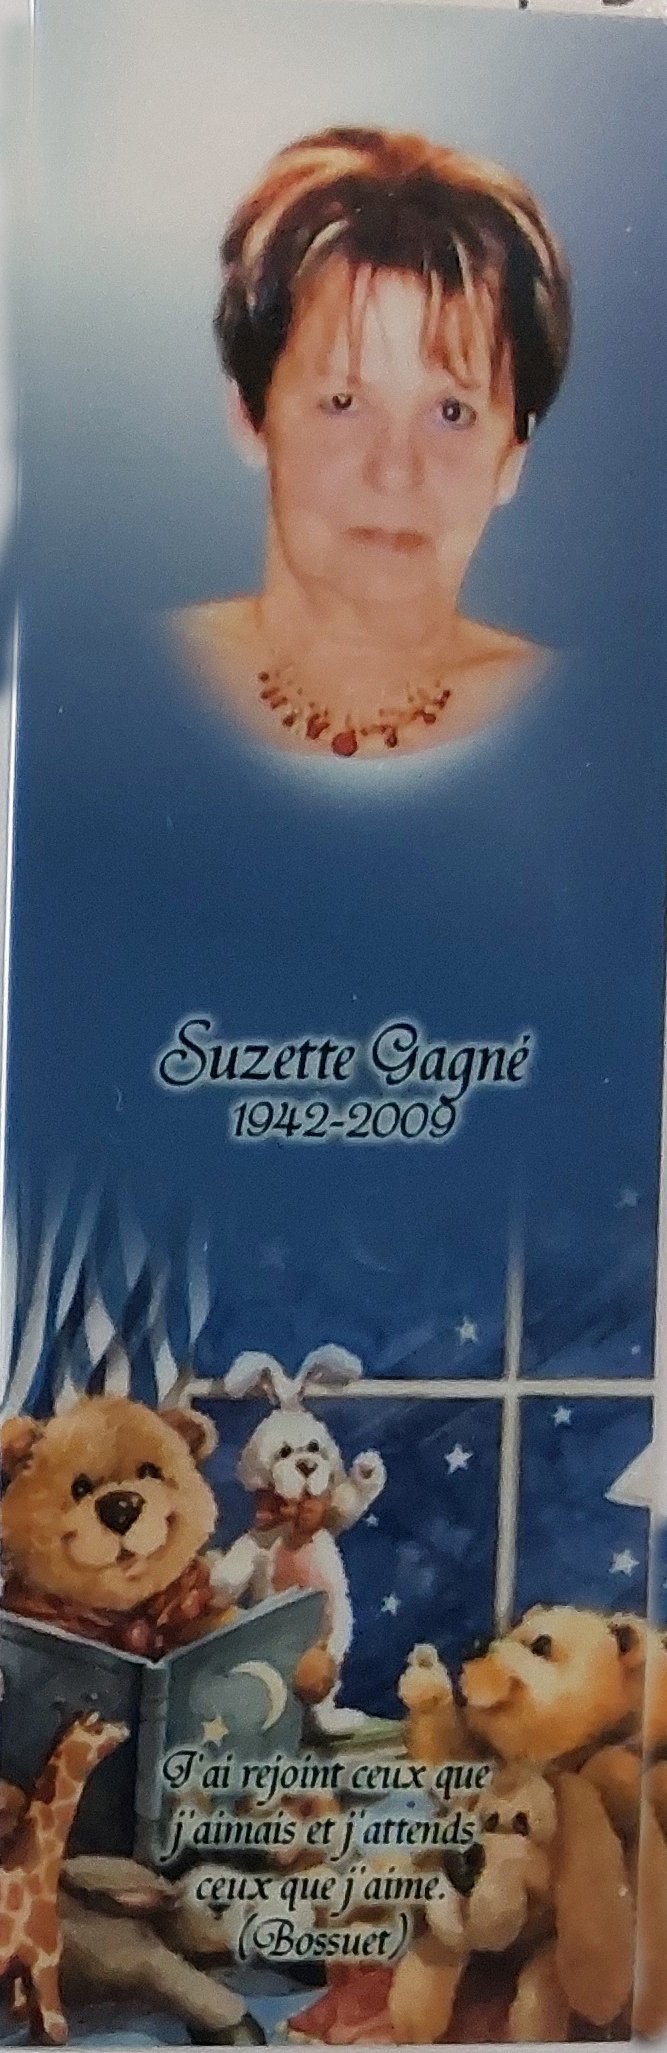 Suzette Gagné
1942-2009
J'ai rejoint ceux que
j'aimais et j'attends
ceux que j'aime.
(Bossuet)